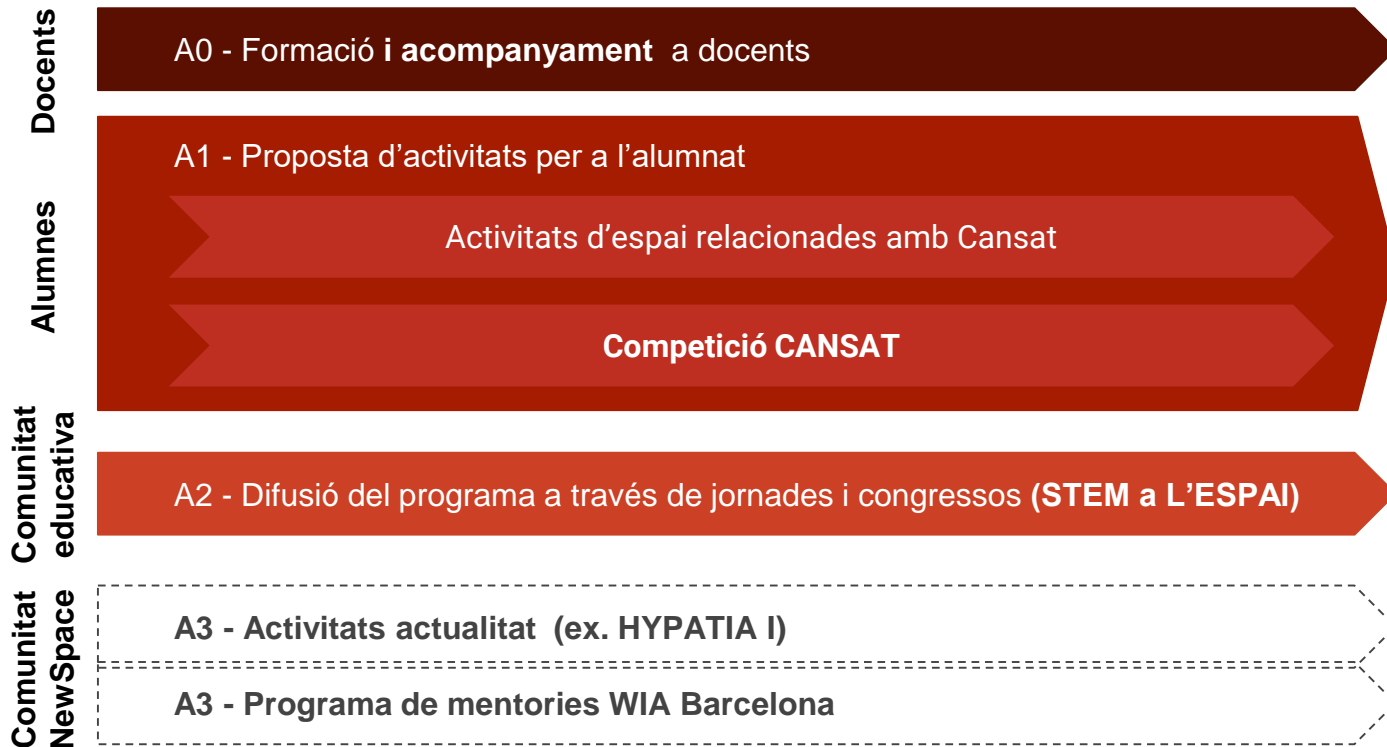 Docents
A0 - Formació i acompanyament a docents
Alumnes
A1 - Proposta d’activitats per a l’alumnat
Activitats d’espai relacionades amb Cansat
Competició CANSAT
Comunitat
educativa
A2 - Difusió del programa a través de jornades i congressos (STEM a L’ESPAI)
Comunitat
NewSpace
A3 - Activitats actualitat (ex. HYPATIA I)
A3 - Programa de mentories WIA Barcelona